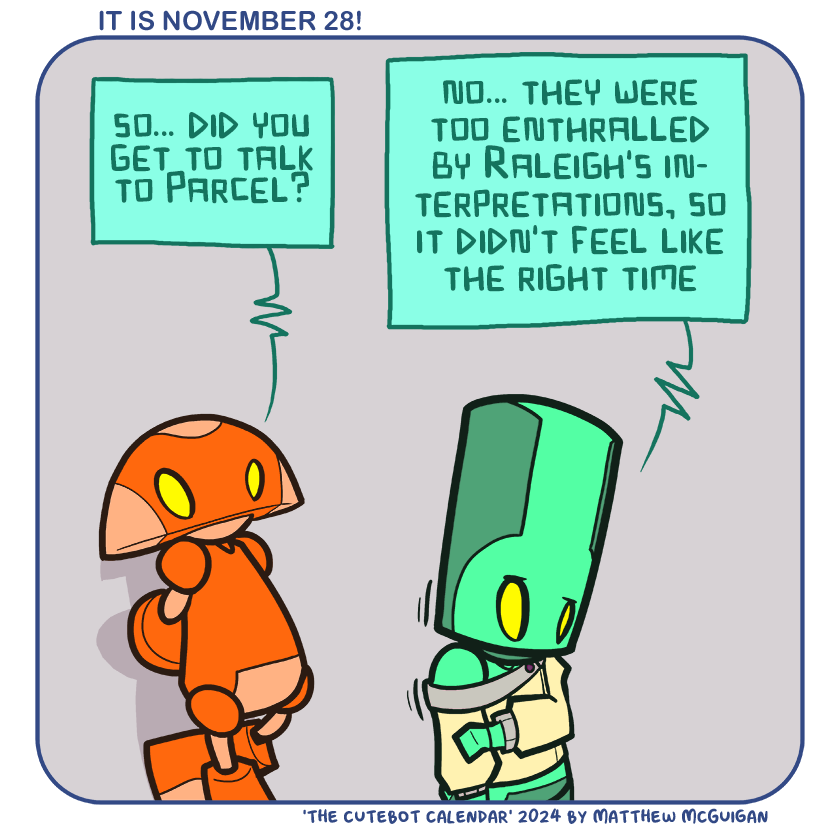 IT IS NOVEMBER 28!
SO... DID YOU
GET TO TALK
TO PARCEL?
NO... THEY WERE
TOO ENTHRALLED
BY RALEIGH'S IN-
TERPRETATIONS, SO
IT DIDN'T FEEL LIKE
THE RIGHT TIME
'THE CUTEBOT CALENDAR' 2024 BY MATTHEW MCGUIGAN